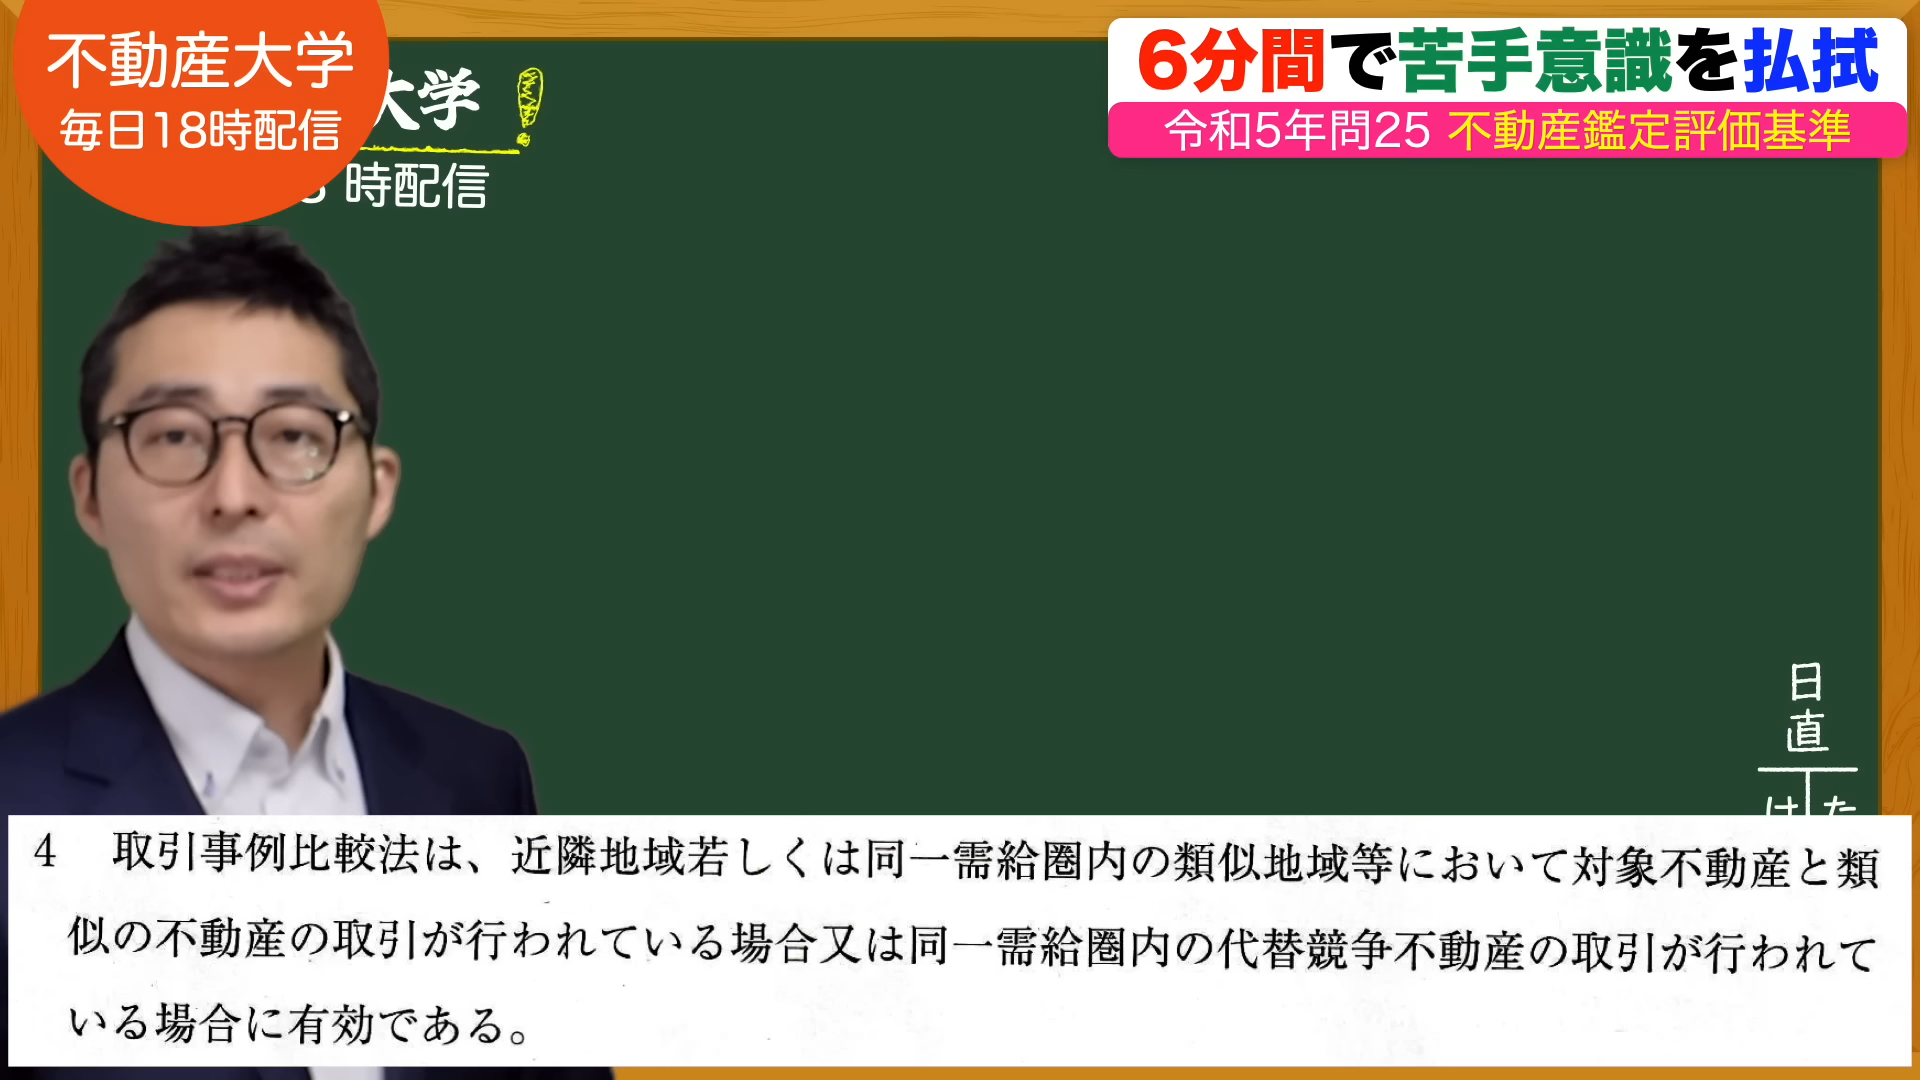 不動産大学
毎日18時配信
大学!
時配信
6分間で苦手意識を払拭
令和5年問25 不動産鑑定評価基準
日直
4 取引事例比較法は、近隣地域若しくは同一需給圏内の類似地域等において対象不動産と類
似の不動産の取引が行われている場合又は同一需給圏内の代替競争不動産の取引が行われて
いる場合に有効である。